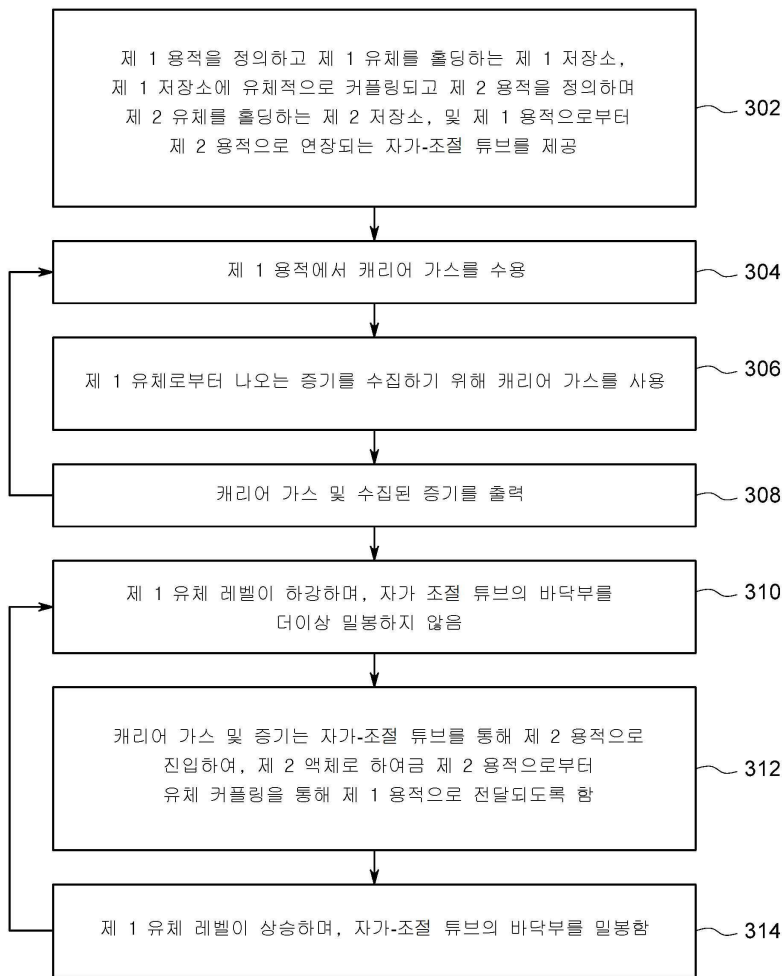 제 1 용적을 정의하고 제 1 유체를 홀딩하는 제 1 저장소,
제 1 저장소에 유체적으로 커플링되고 제 2 용적을 정의하며
제 2 유체를 홀딩하는 제 2 저장소, 및 제 1 용적으로부터
제 2 용적으로 연장되는 자가-조절 튜브를 제공
302
제 1 용적에서 캐리어 가스를 수용
304
제 1 유체로부터 나오는 증기를 수집하기 위해 캐리어 가스를 사용
306
캐리어 가스 및 수집된 증기를 출력
308
제 1 유체 레벨이 하강하며, 자가 조절 튜브의 바닥부를
더이상 밀봉하지 않음
310
캐리어 가스 및 증기는 자가-조절 튜브를 통해 제 2 용적으로
진입하여, 제 2 액체로 하여금 제 2 용적으로부터
유체 커플링을 통해 제 1 용적으로 전달되도록 함
312
제 1 유체 레벨이 상승하며, 자가-조절 튜브의 바닥부를 밀봉함
314